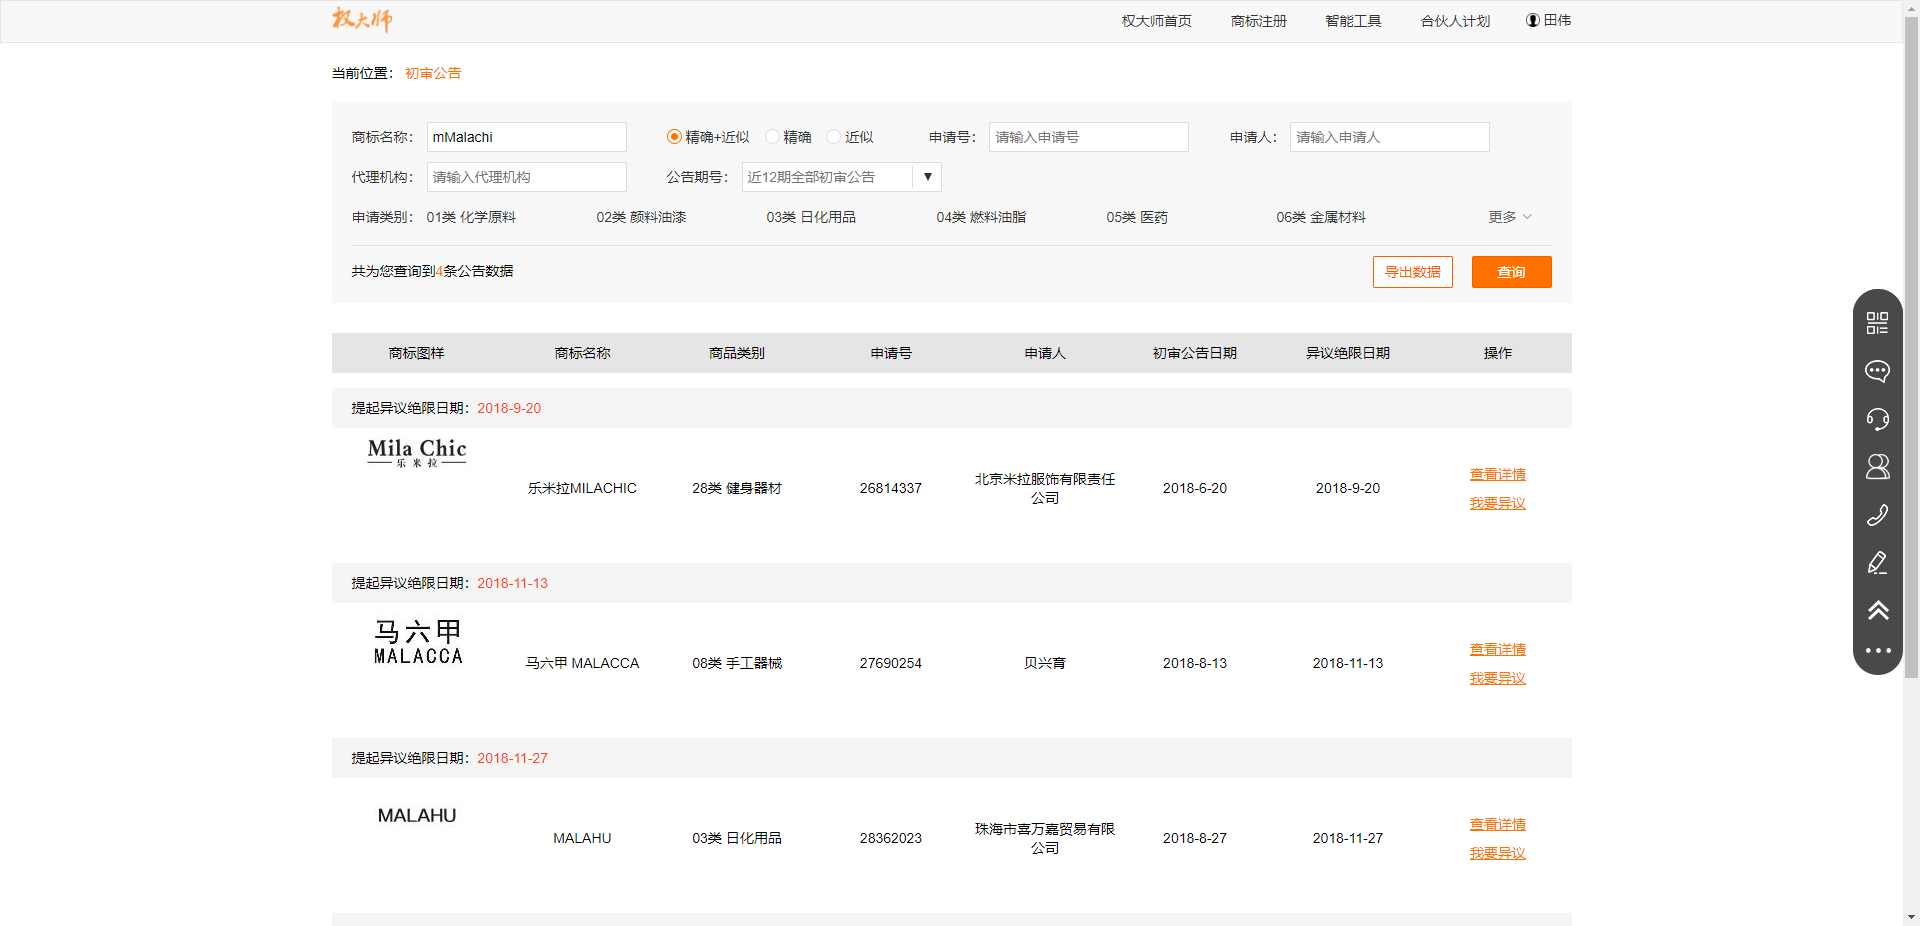 权大师
权大师首页 商标注册 智能工具 合伙人计划 田伟
当前位置： 初审公告
商标名称： mMalachi 精确+近似 精确 近似 申请号： 请输入申请号 申请人： 请输入申请人
代理机构： 请输入代理机构 公告期号： 近12期全部初审公告
申请类别： 01类 化学原料 02类 颜料油漆 03类 日化用品 04类 燃料油脂 05类 医药 06类 金属材料 更多
共为您查询到4条公告数据 导出数据 查询
商标图样 商标名称 商品类别 申请号 申请人 初审公告日期 异议绝限日期 操作
提起异议绝限日期：2018-9-20
Mila Chic
乐米拉
乐米拉MILACHIC 28类 健身器材 26814337 北京米拉服饰有限责任
公司 2018-6-20 2018-9-20 查看详情
我要异议
提起异议绝限日期：2018-11-13
马六甲
MALACCA
马六甲 MALACCA 08类 手工器械 27690254 贝兴育 2018-8-13 2018-11-13 查看详情
我要异议
提起异议绝限日期：2018-11-27
MALAHU
MALAHU 03类 日化用品 28362023 珠海市喜万嘉贸易有限
公司 2018-8-27 2018-11-27 查看详情
我要异议